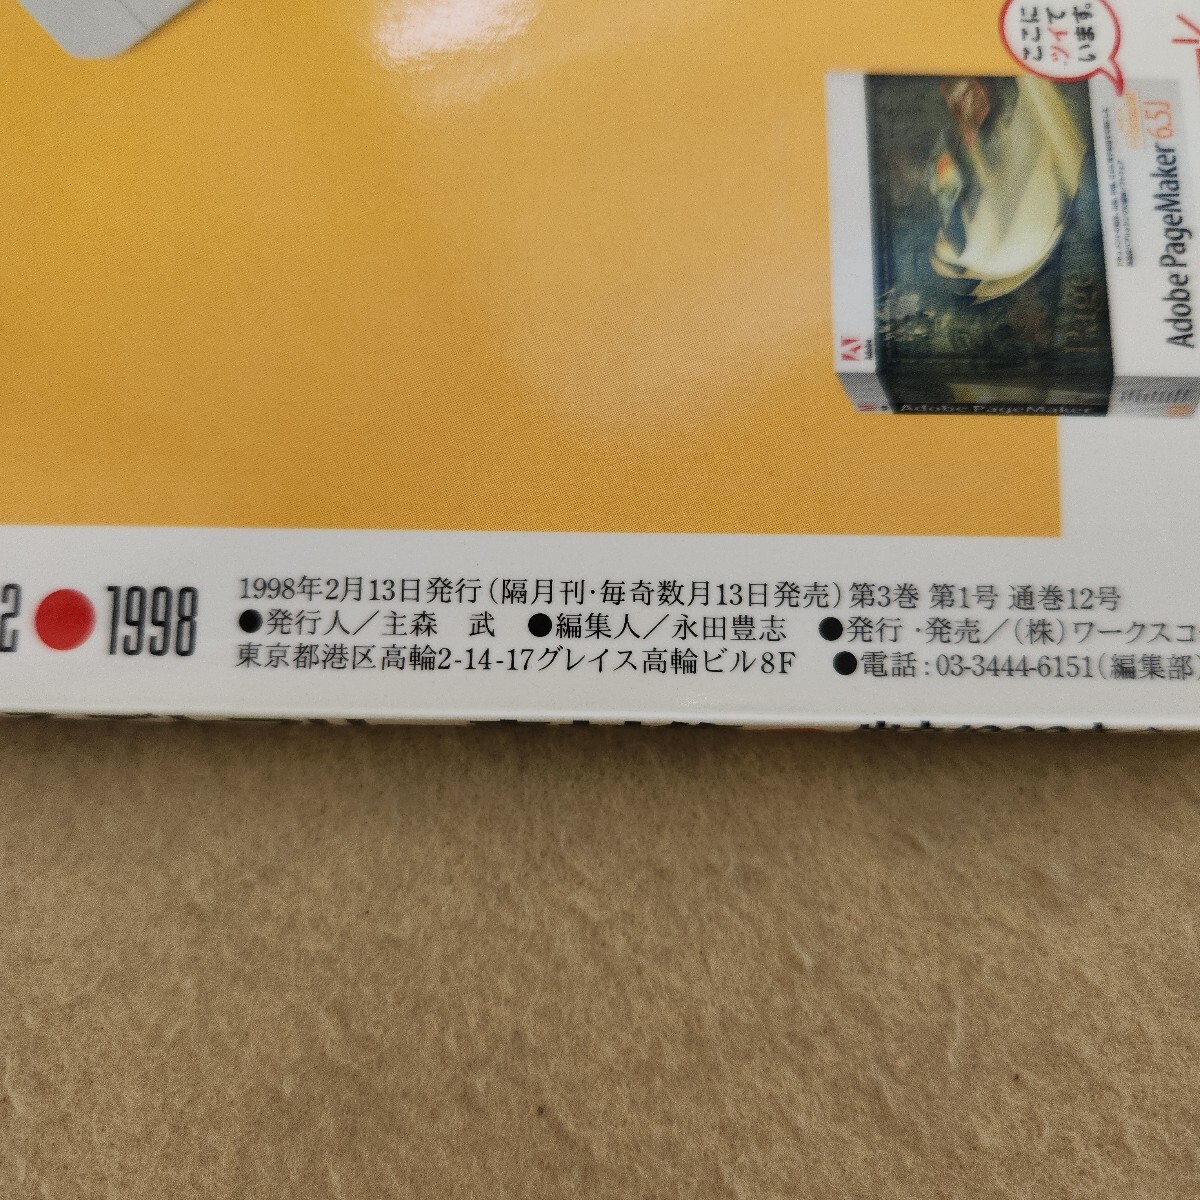 ここに
ここ
ツイて
います。
Adobe PageMaker 6.5J
Page
Adobe
Adobe PageMaker
2●1998
1998年2月13日発行（隔月刊・毎奇数月13日発売）第3巻 第1号 通巻12号
●発行人／主森　武　●編集人／永田豊志　●発行・発売／（株）ワークスコ
東京都港区高輪2-14-17グレイス高輪ビル8F　●電話：03-3444-6151（編集部）